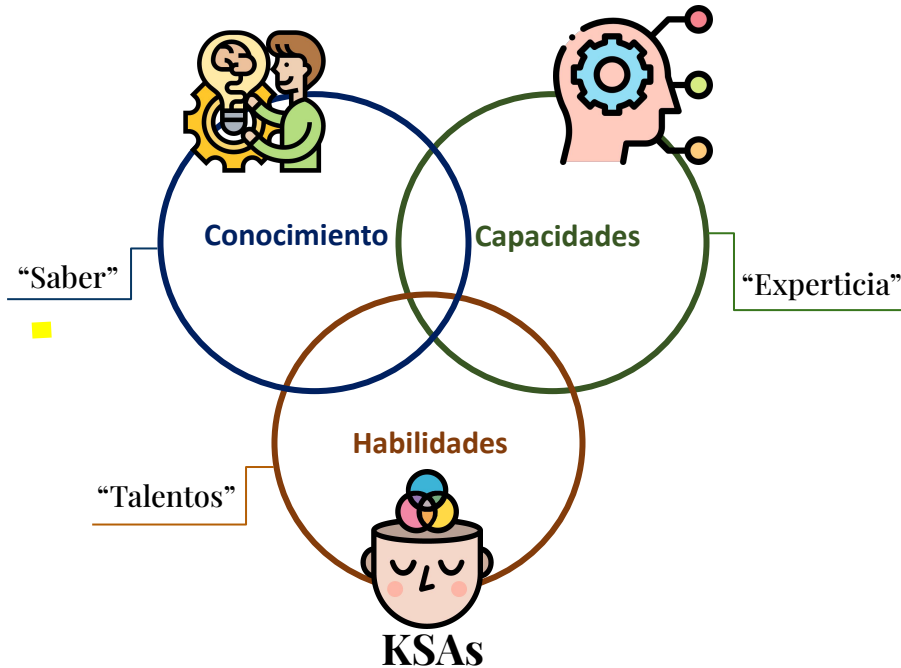 Conocimiento
Capacidades
“Saber”
“Experticia”
Habilidades
“Talentos”
KSAs